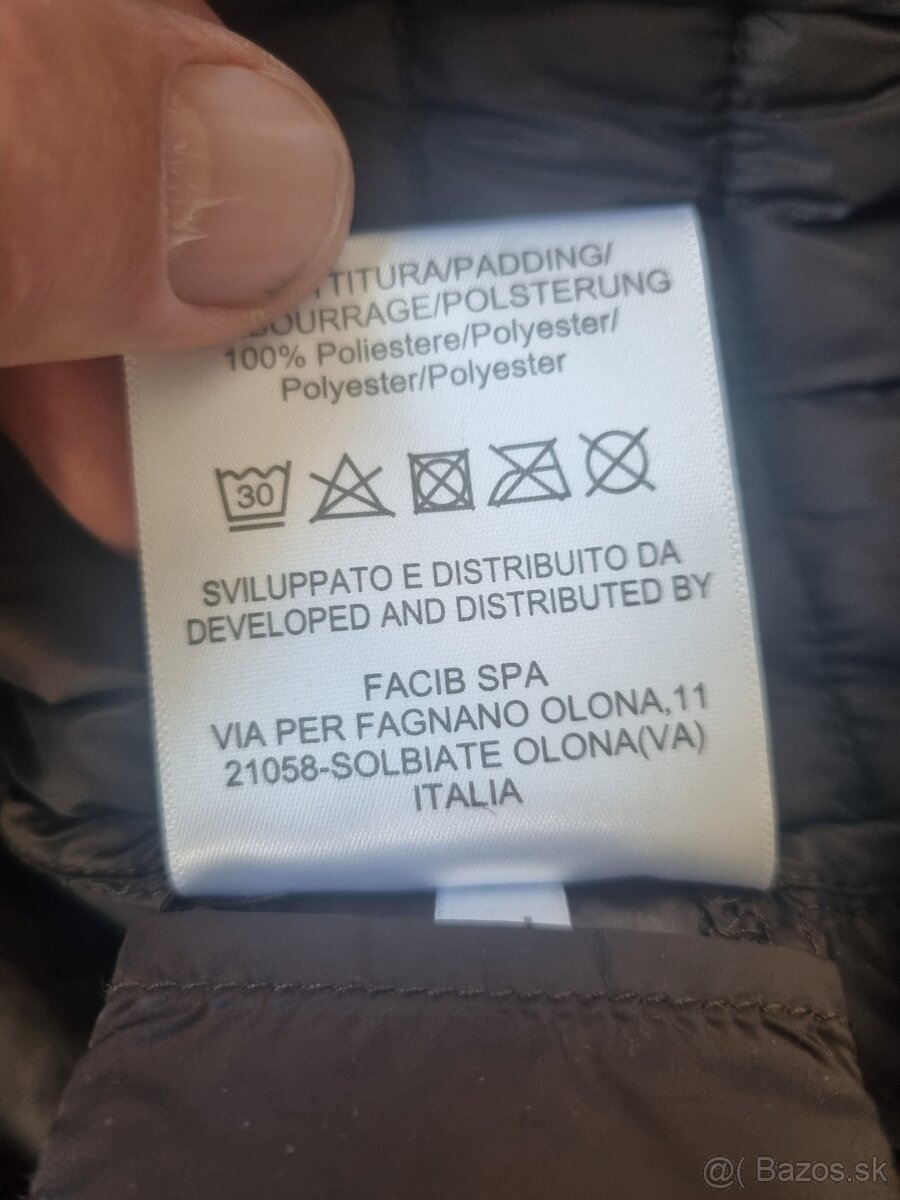 TITURA/PADDING/
BOURRAGE/POLSTERUNG
100% Poliestere/Polyester/
Polyester/Polyester
30
SVILUPPATO E DISTRIBUITO DA
DEVELOPED AND DISTRIBUTED BY
FACIB SPA
VIA PER FAGNANO OLONA,11
21058-SOLBIATE OLONA(VA)
ITALIA
@( Bazos.sk